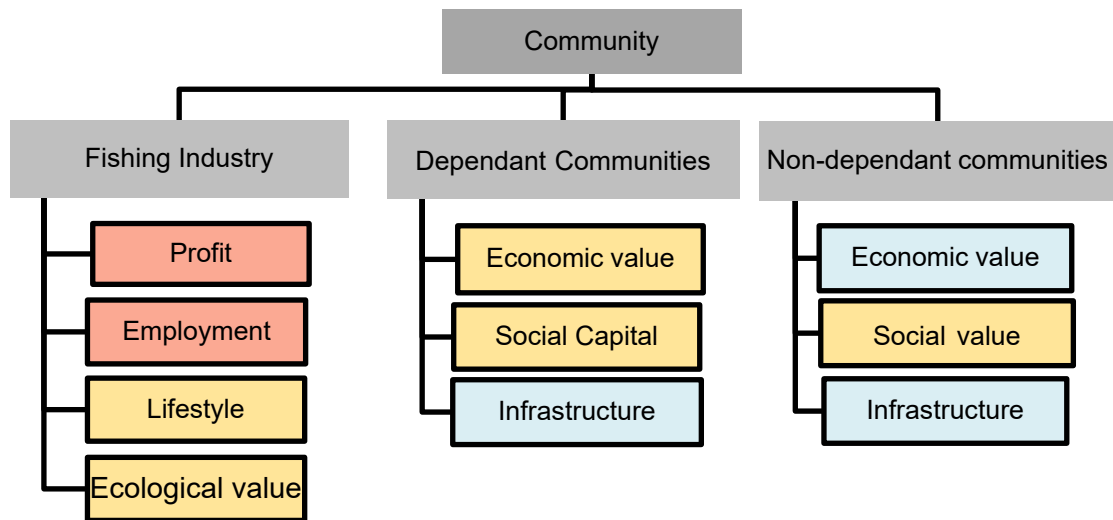 Community
Fishing Industry
Dependant Communities
Non-dependant communities
Profit
Employment
Lifestyle
Ecological value
Economic value
Social Capital
Infrastructure
Economic value
Social value
Infrastructure